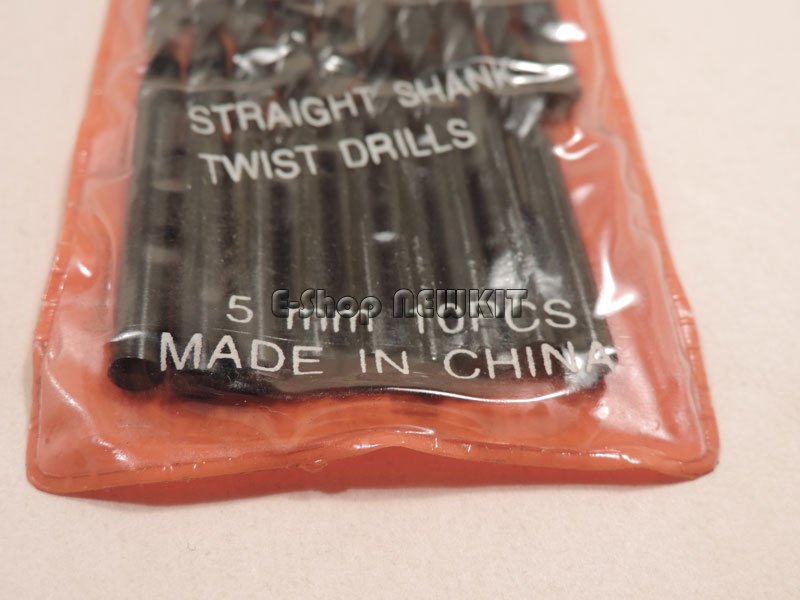 STRAIGHT SHANK
TWIST DRILLS
E-Shop NEWKIT
5 mm 10PCS
MADE IN CHINA